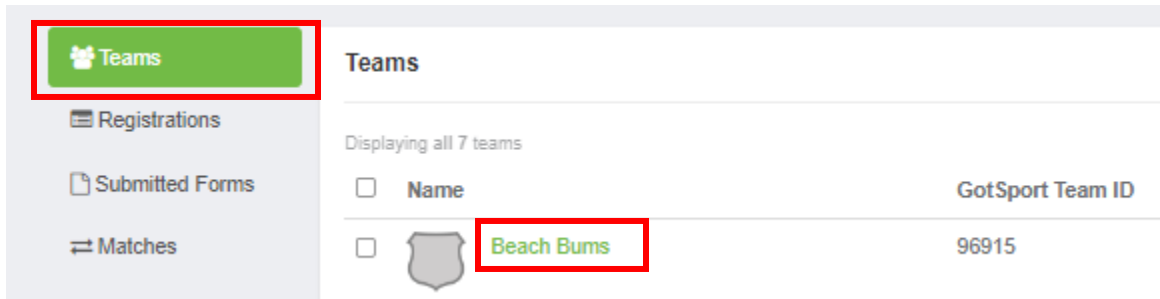 Teams
Registrations
Submitted Forms
Matches
Teams
Displaying all 7 teams
Name GotSport Team ID
Beach Bums 96915